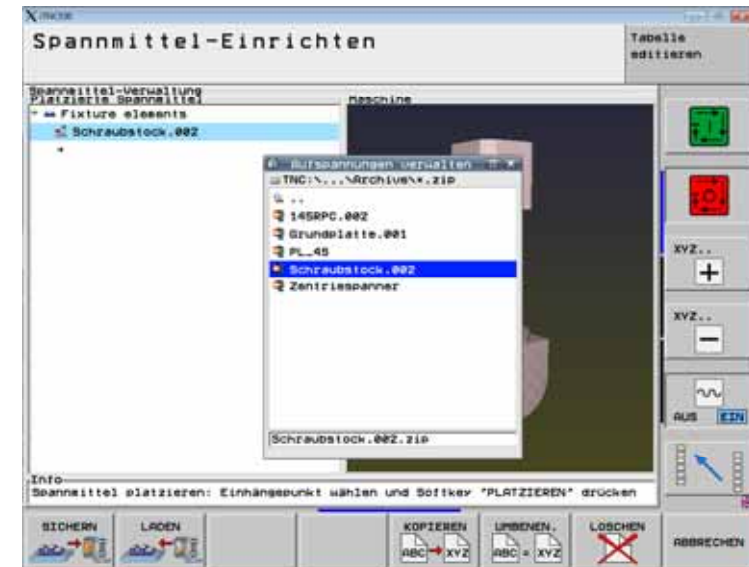 Spannmittel-Einrichten
Tabelle
editieren
Spannmittel-Verwaltung
Platzierte Spannmittel
Maschine
Fixture elements
Schraubstock.002
Aufspannungen verwalten
TNC:\...\Archive\*.zip
..
145RPC.002
Grundplatte.001
PL_45
Schraubstock.002
Zentriespanner
Schraubstock.002.zip
XYZ..
+
XYZ..
−
AUS EIN
Info
Spannmittel platzieren: Einhängepunkt wählen und Softkey "PLATZIEREN" drücken
SICHERN
LADEN
KOPIEREN
ABC XYZ
UMBENEN.
ABC = XYZ
LÖSCHEN
ABBRECHEN